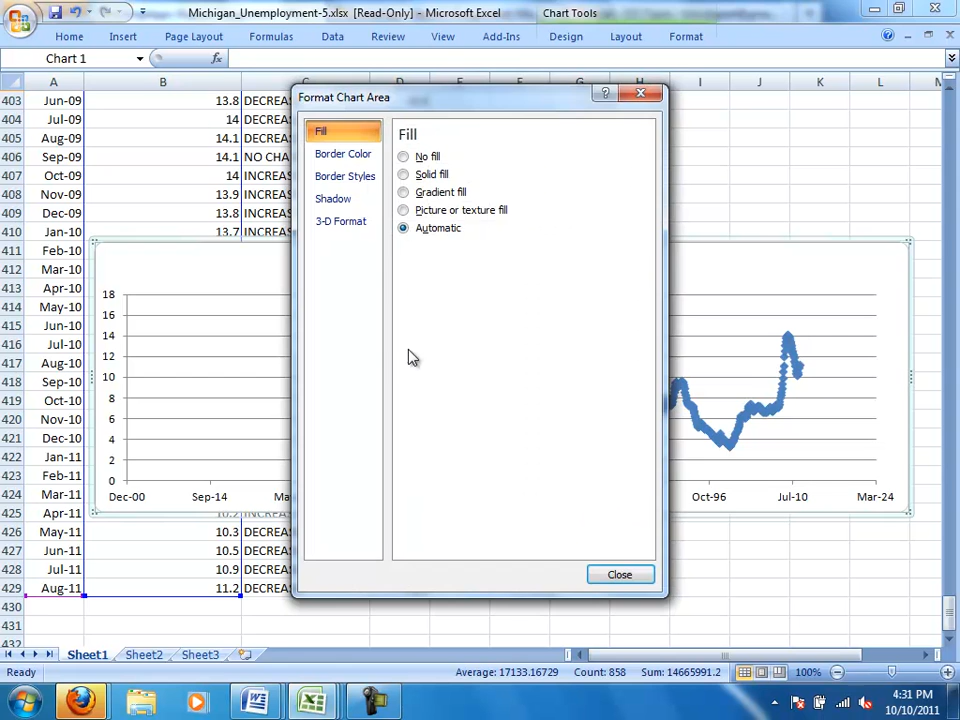 Michigan_Unemployment-5.xlsx [Read-Only] - Microsoft Excel
Chart Tools
Home Insert Page Layout Formulas Data Review View Add-Ins Design Layout Format
Chart 1 fx
A B C D G H I J K L M
403 Jun-09 13.8 DECREAS
404 Jul-09 14 DECREAS
405 Aug-09 14.1 DECREAS
406 Sep-09 14.1 NO CHA
407 Oct-09 14 INCREAS
408 Nov-09 13.9 INCREAS
409 Dec-09 13.8 INCREAS
410 Jan-10 13.7 INCREAS
411 Feb-10
412 Mar-10
413 Apr-10
414 May-10
415 Jun-10
416 Jul-10
417 Aug-10
418 Sep-10
419 Oct-10
420 Nov-10
421 Dec-10
422 Jan-11
423 Feb-11
424 Mar-11
425 Apr-11 10.2 INCREAS
426 May-11 10.3 DECREAS
427 Jun-11 10.5 DECREAS
428 Jul-11 10.9 DECREAS
429 Aug-11 11.2 DECREAS
430
431
432
18
16
14
12
10
8
6
4
2
0
Dec-00 Sep-14 Ma Oct-96 Jul-10 Mar-24
Format Chart Area
Fill
Border Color
Border Styles
Shadow
3-D Format
Fill
No fill
Solid fill
Gradient fill
Picture or texture fill
Automatic
Close
Sheet1 Sheet2 Sheet3
Ready Average: 17133.16729 Count: 858 Sum: 14665991.2 100%
4:31 PM
10/10/2011